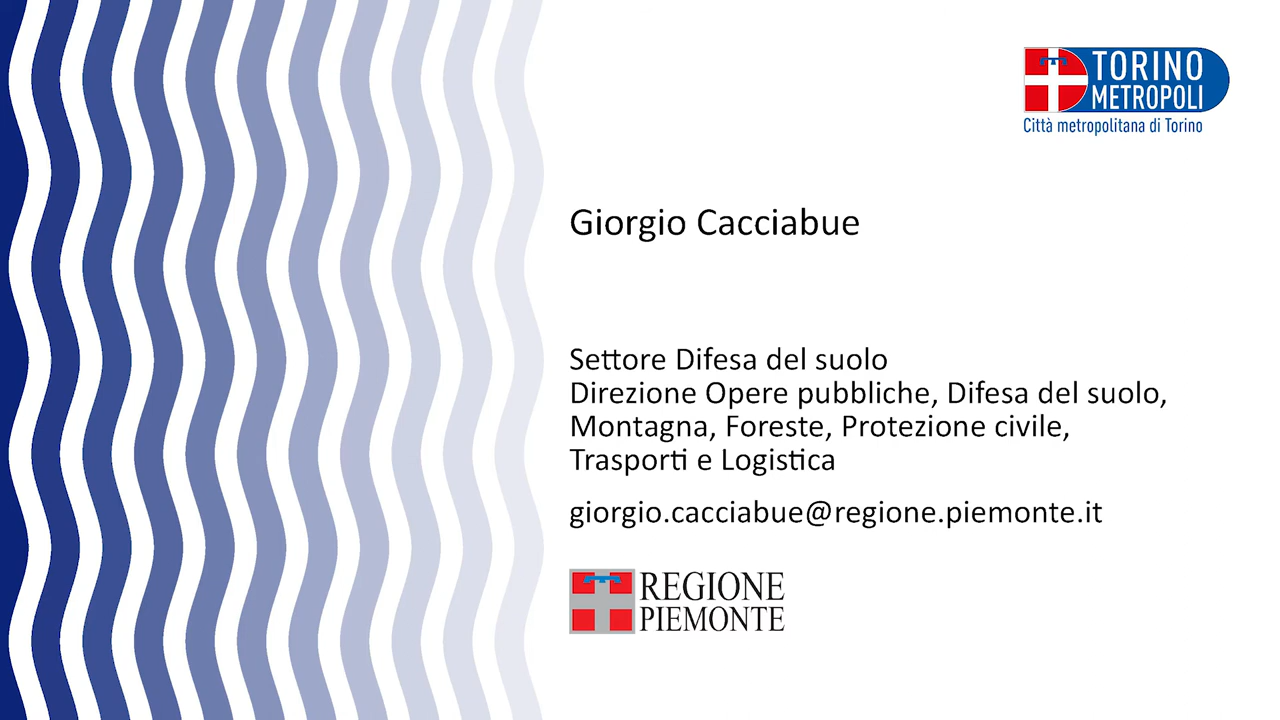 TORINO
METROPOLI
Città metropolitana di Torino
Giorgio Cacciabue
Settore Difesa del suolo
Direzione Opere pubbliche, Difesa del suolo,
Montagna, Foreste, Protezione civile,
Trasporti e Logistica
giorgio.cacciabue@regione.piemonte.it
REGIONE
PIEMONTE